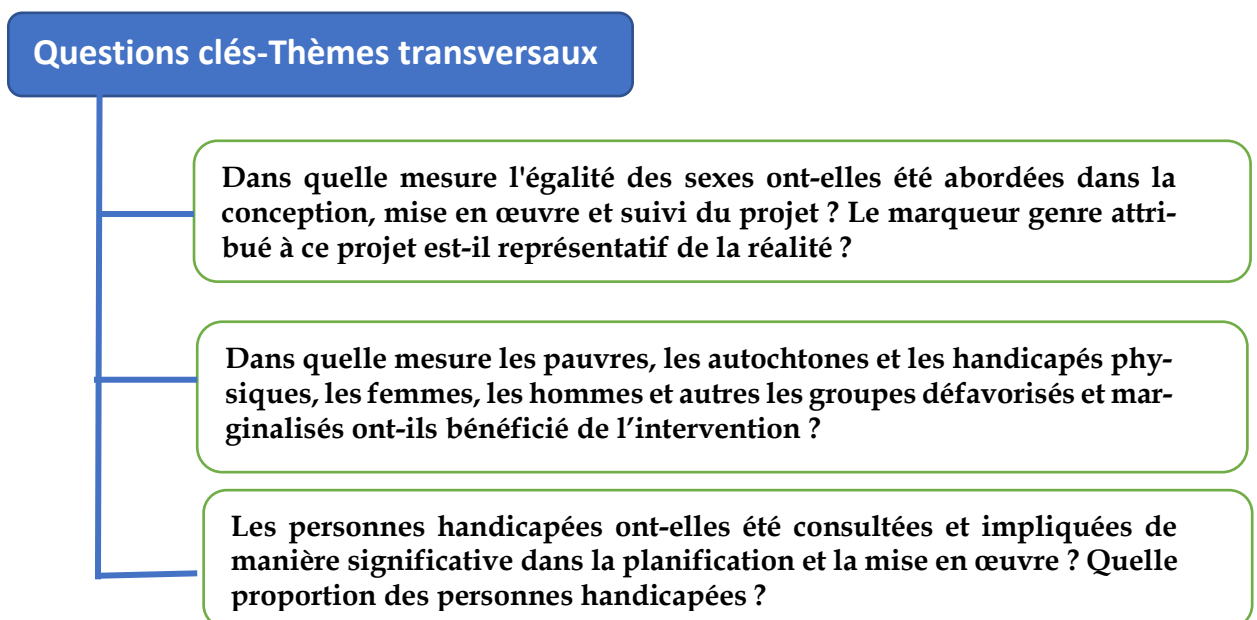 Questions clés-Thèmes transversaux
Dans quelle mesure l'égalité des sexes ont-elles été abordées dans la
conception, mise en œuvre et suivi du projet ? Le marqueur genre attri-
bué à ce projet est-il représentatif de la réalité ?
Dans quelle mesure les pauvres, les autochtones et les handicapés phy-
siques, les femmes, les hommes et autres les groupes défavorisés et mar-
ginalisés ont-ils bénéficié de l’intervention ?
Les personnes handicapées ont-elles été consultées et impliquées de
manière significative dans la planification et la mise en œuvre ? Quelle
proportion des personnes handicapées ?